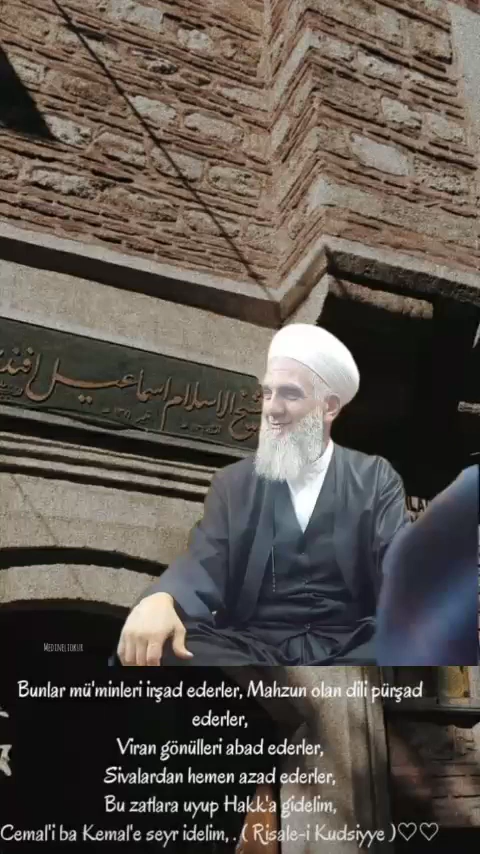 شيخ الاسلام اسماعيل افندى
MEDINELIOKUR
Bunlar mü'minleri irşad ederler, Mahzun olan dili pürşad
ederler,
Viran gönülleri abad ederler,
Sivalardan hemen azad ederler,
Bu zatlara uyup Hakk'a gidelim,
Cemal'i ba Kemal'e seyr idelim, . ( Risale-i Kudsiyye )♡♡